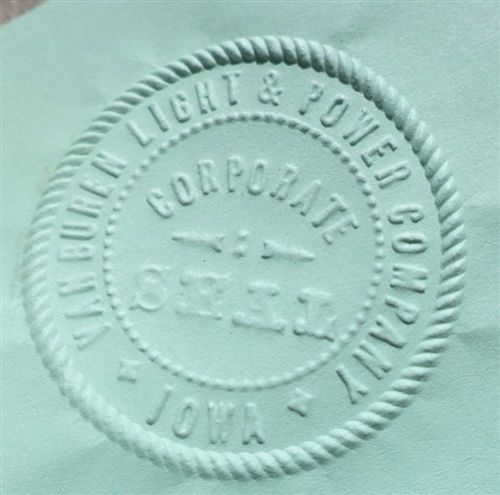 VAN BUREN LIGHT & POWER COMPANY
IOWA
CORPORATE
SEAL